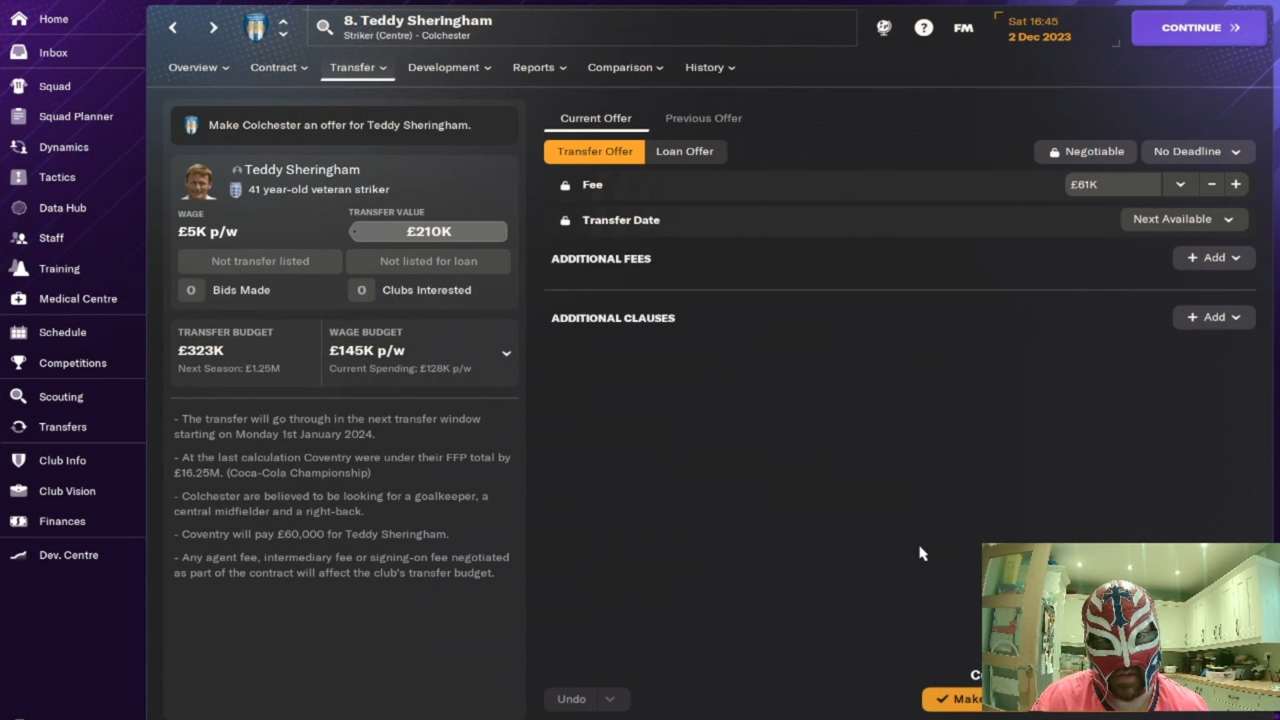 Home
Inbox
Squad
Squad Planner
Dynamics
Tactics
Data Hub
Staff
Training
Medical Centre
Schedule
Competitions
Scouting
Transfers
Club Info
Club Vision
Finances
Dev. Centre
8. Teddy Sheringham
Striker (Centre) - Colchester
?
FM
Sat 16:45
2 Dec 2023
CONTINUE
Overview
Contract
Transfer
Development
Reports
Comparison
History
Make Colchester an offer for Teddy Sheringham.
Teddy Sheringham
41 year-old veteran striker
WAGE
£5K p/w
TRANSFER VALUE
£210K
Not transfer listed
Not listed for loan
0 Bids Made
0 Clubs Interested
TRANSFER BUDGET
£323K
Next Season: £1.25M
WAGE BUDGET
£145K p/w
Current Spending: £128K p/w
- The transfer will go through in the next transfer window
starting on Monday 1st January 2024.
- At the last calculation Coventry were under their FFP total by
£16.25M. (Coca-Cola Championship)
- Colchester are believed to be looking for a goalkeeper, a
central midfielder and a right-back.
- Coventry will pay £60,000 for Teddy Sheringham.
- Any agent fee, intermediary fee or signing-on fee negotiated
as part of the contract will affect the club's transfer budget.
Current Offer
Previous Offer
Transfer Offer
Loan Offer
Negotiable
No Deadline
Fee
£61K
Transfer Date
Next Available
ADDITIONAL FEES
+ Add
ADDITIONAL CLAUSES
+ Add
Undo
C
Make